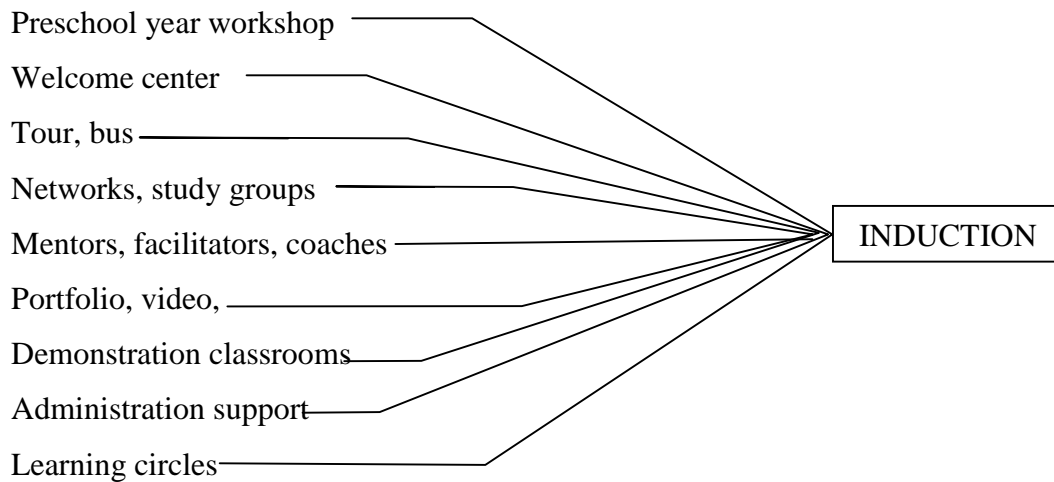 Preschool year workshop
Welcome center
Tour, bus
Networks, study groups
Mentors, facilitators, coaches
Portfolio, video,
Demonstration classrooms
Administration support
Learning circles
INDUCTION